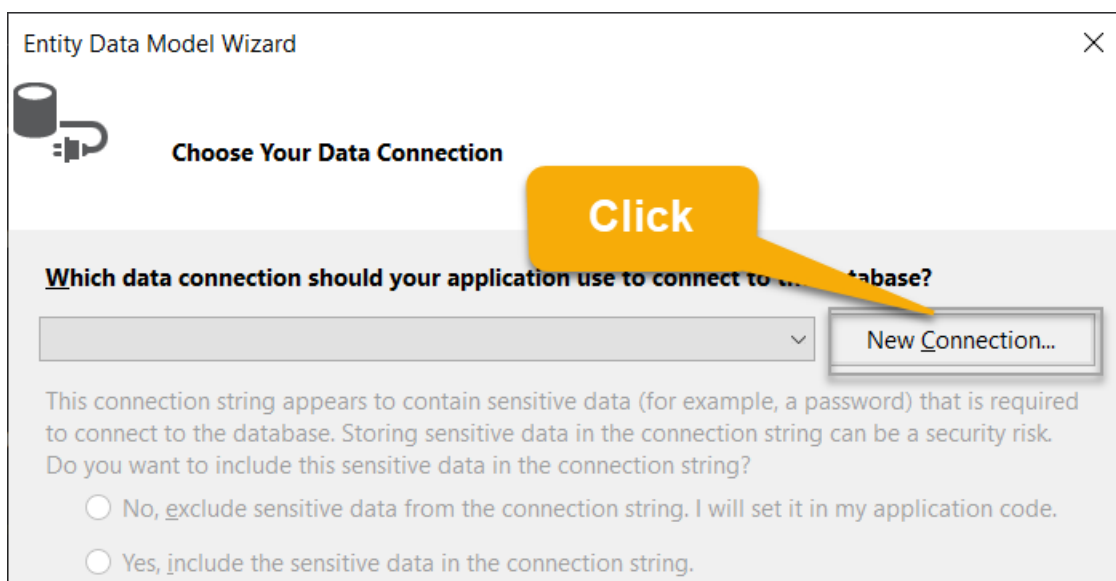 Entity Data Model Wizard
Choose Your Data Connection
Click
Which data connection should your application use to connect to database?
New Connection...
This connection string appears to contain sensitive data (for example, a password) that is required
to connect to the database. Storing sensitive data in the connection string can be a security risk.
Do you want to include this sensitive data in the connection string?
No, exclude sensitive data from the connection string. I will set it in my application code.
Yes, include the sensitive data in the connection string.